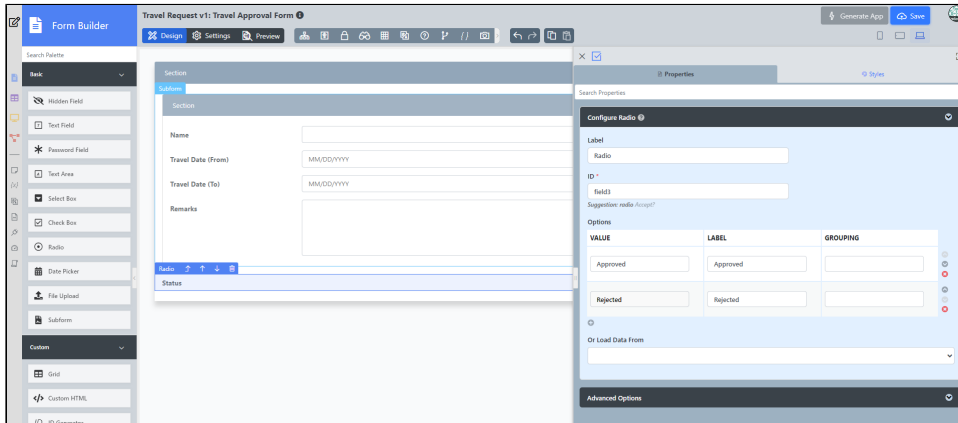 Form Builder
Travel Request v1: Travel Approval Form
Generate App
Save
Design
Settings
Preview
Search Palette
Basic
Hidden Field
Text Field
Password Field
Text Area
Select Box
Check Box
Radio
Date Picker
File Upload
Subform
Custom
Grid
Custom HTML
ID Generator
Section
Subform
Section
Name
Travel Date (From)
MM/DD/YYYY
Travel Date (To)
MM/DD/YYYY
Remarks
Radio
Status
Properties
Styles
Search Properties
Configure Radio
Label
Radio
ID *
field3
Suggestion: radio Accept?
Options
VALUE LABEL GROUPING
Approved Approved
Rejected Rejected
Or Load Data From
Advanced Options